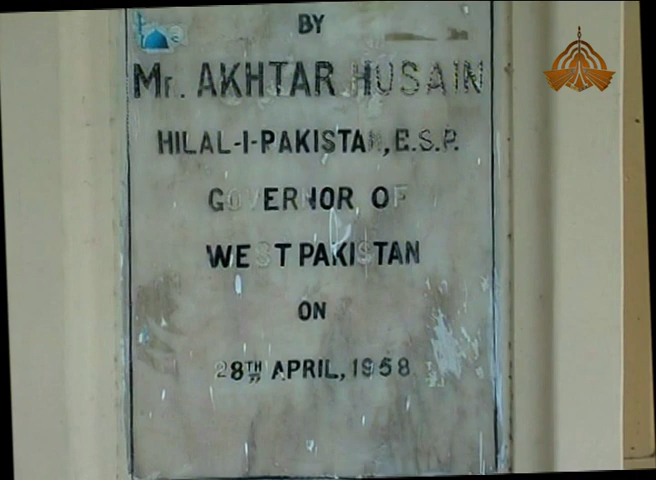 BY
Mr. AKHTAR HUSAIN
HILAL-I-PAKISTAN, E.S.P.
GOVERNOR OF
WEST PAKISTAN
ON
28TH APRIL, 1958